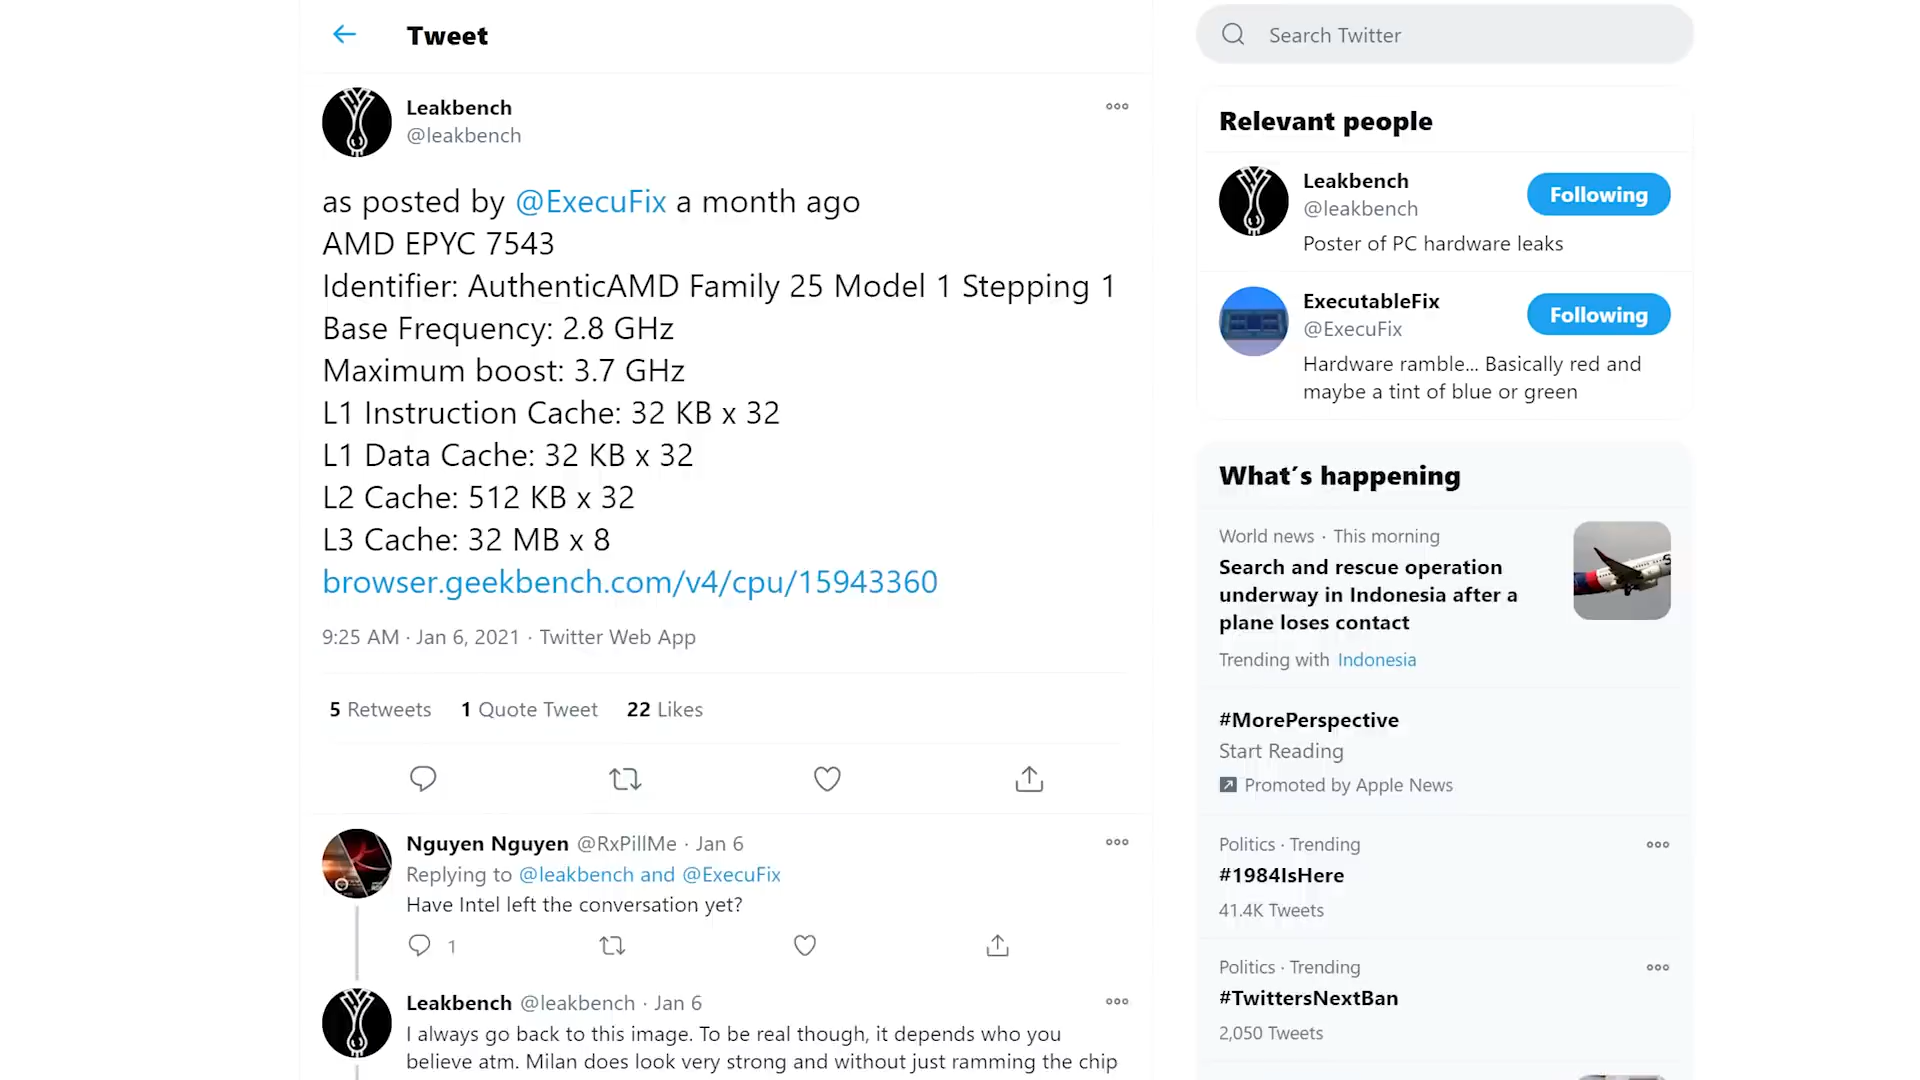 Tweet
Leakbench
@leakbench
as posted by @ExecuFix a month ago
AMD EPYC 7543
Identifier: AuthenticAMD Family 25 Model 1 Stepping 1
Base Frequency: 2.8 GHz
Maximum boost: 3.7 GHz
L1 Instruction Cache: 32 KB x 32
L1 Data Cache: 32 KB x 32
L2 Cache: 512 KB x 32
L3 Cache: 32 MB x 8
browser.geekbench.com/v4/cpu/15943360
9:25 AM · Jan 6, 2021 · Twitter Web App
5 Retweets 1 Quote Tweet 22 Likes
Nguyen Nguyen @RxPillMe · Jan 6
Replying to @leakbench and @ExecuFix
Have Intel left the conversation yet?
1
Leakbench @leakbench · Jan 6
I always go back to this image. To be real though, it depends who you
believe atm. Milan does look very strong and without just ramming the chip
Search Twitter
Relevant people
Leakbench
@leakbench
Following
Poster of PC hardware leaks
ExecutableFix
@ExecuFix
Following
Hardware ramble... Basically red and
maybe a tint of blue or green
What's happening
World news · This morning
Search and rescue operation
underway in Indonesia after a
plane loses contact
Trending with Indonesia
#MorePerspective
Start Reading
Promoted by Apple News
Politics · Trending
#1984IsHere
41.4K Tweets
Politics · Trending
#TwittersNextBan
2,050 Tweets